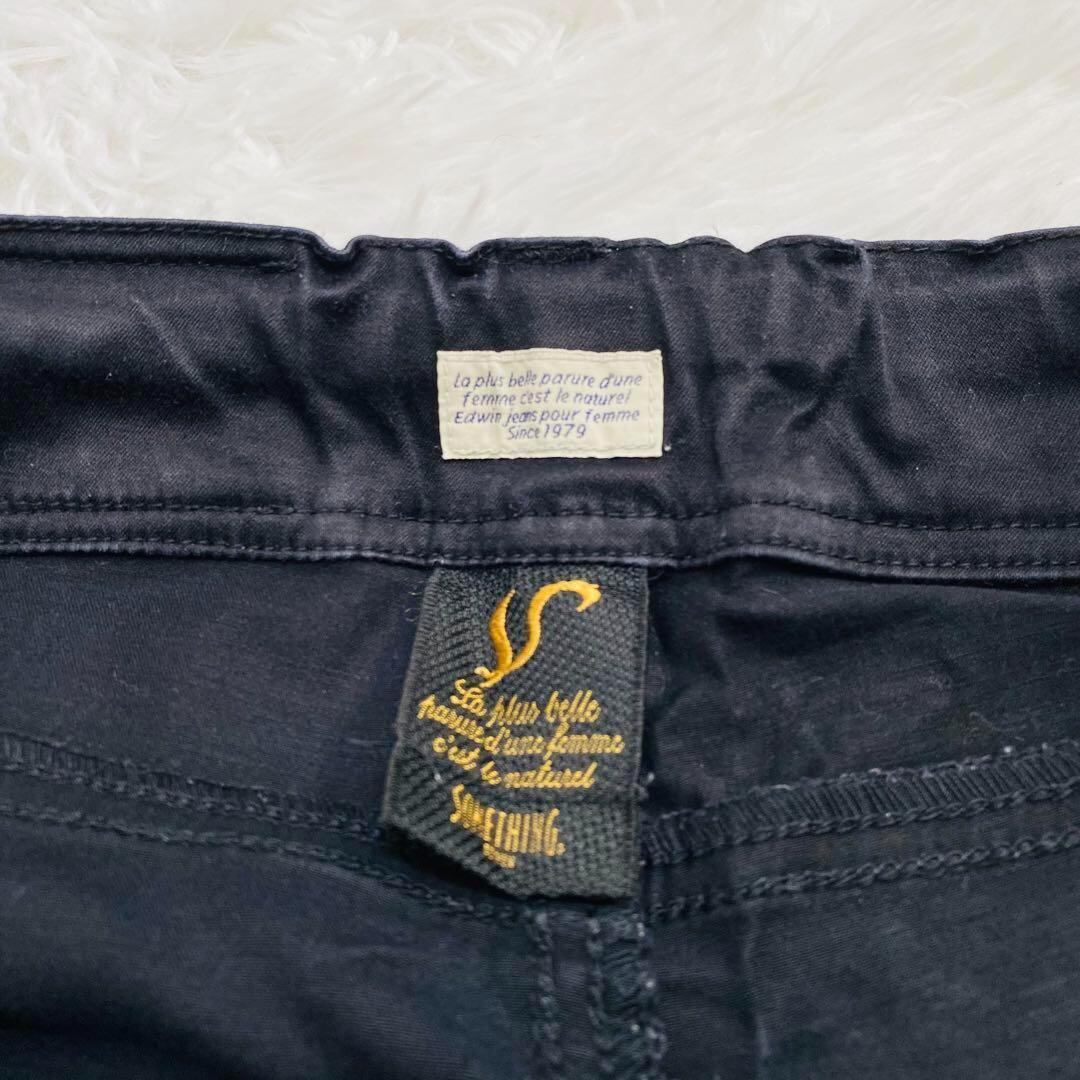 La plus belle parure d'une
femme c'est le naturel
Edwin jeans pour femme
Since 1979
La plus belle
parure d'une femme
c'est le naturel
SOMETHING